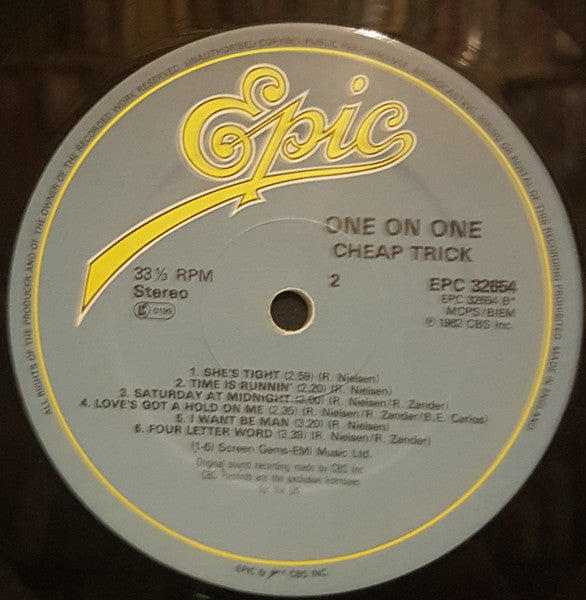 ALL RIGHTS OF THE PRODUCER AND OF THE OWNER OF THE RECORDED WORK RESERVED. UNAUTHORISED COPYING, PUBLIC PERFORMANCE, BROADCASTING, HIRING OR RENTAL OF THIS RECORDING PROHIBITED. MADE IN ENGLAND.
Epic
ONE ON ONE
CHEAP TRICK
33⅓ RPM
Stereo
LC 0199
2
EPC 32654
EPC 32654 B*
MCPS/BIEM
℗ 1982 CBS Inc.
1. SHE'S TIGHT (2.59) (R. Nielsen)
2. TIME IS RUNNIN' (2.20) (R. Nielsen)
3. SATURDAY AT MIDNIGHT (3.00) (R. Nielsen/R. Zander)
4. LOVE'S GOT A HOLD ON ME (2.35) (R. Nielsen/R. Zander/B.E. Carlos)
5. I WANT BE MAN (3.20) (R. Nielsen)
6. FOUR LETTER WORD (3.39) (R. Nielsen/R. Zander)
(1-6) Screen Gems-EMI Music Ltd.
Original sound recording made by CBS Inc
CBS Records are the exclusive licensees
for the UK
EPIC & CBS INC.